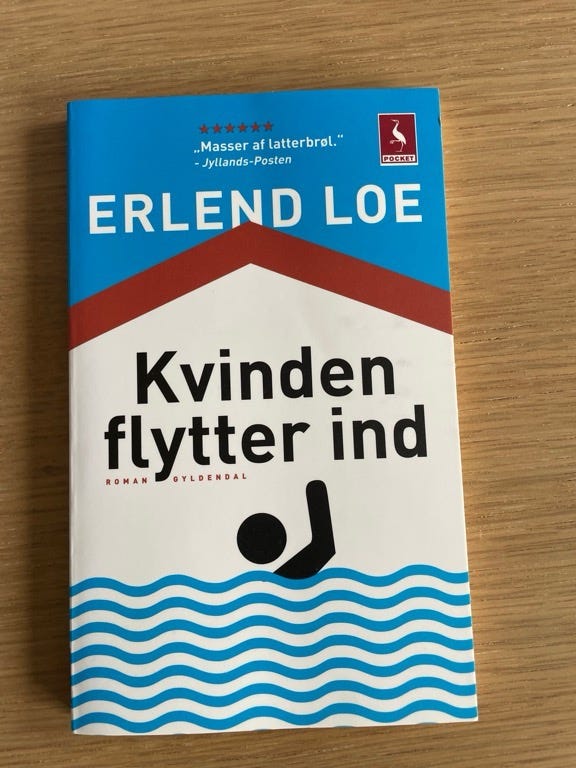 ★★★★★★
„Masser af latterbrøl.“
- Jyllands-Posten
POCKET
ERLEND LOE
Kvinden
flytter ind
ROMAN GYLDENDAL